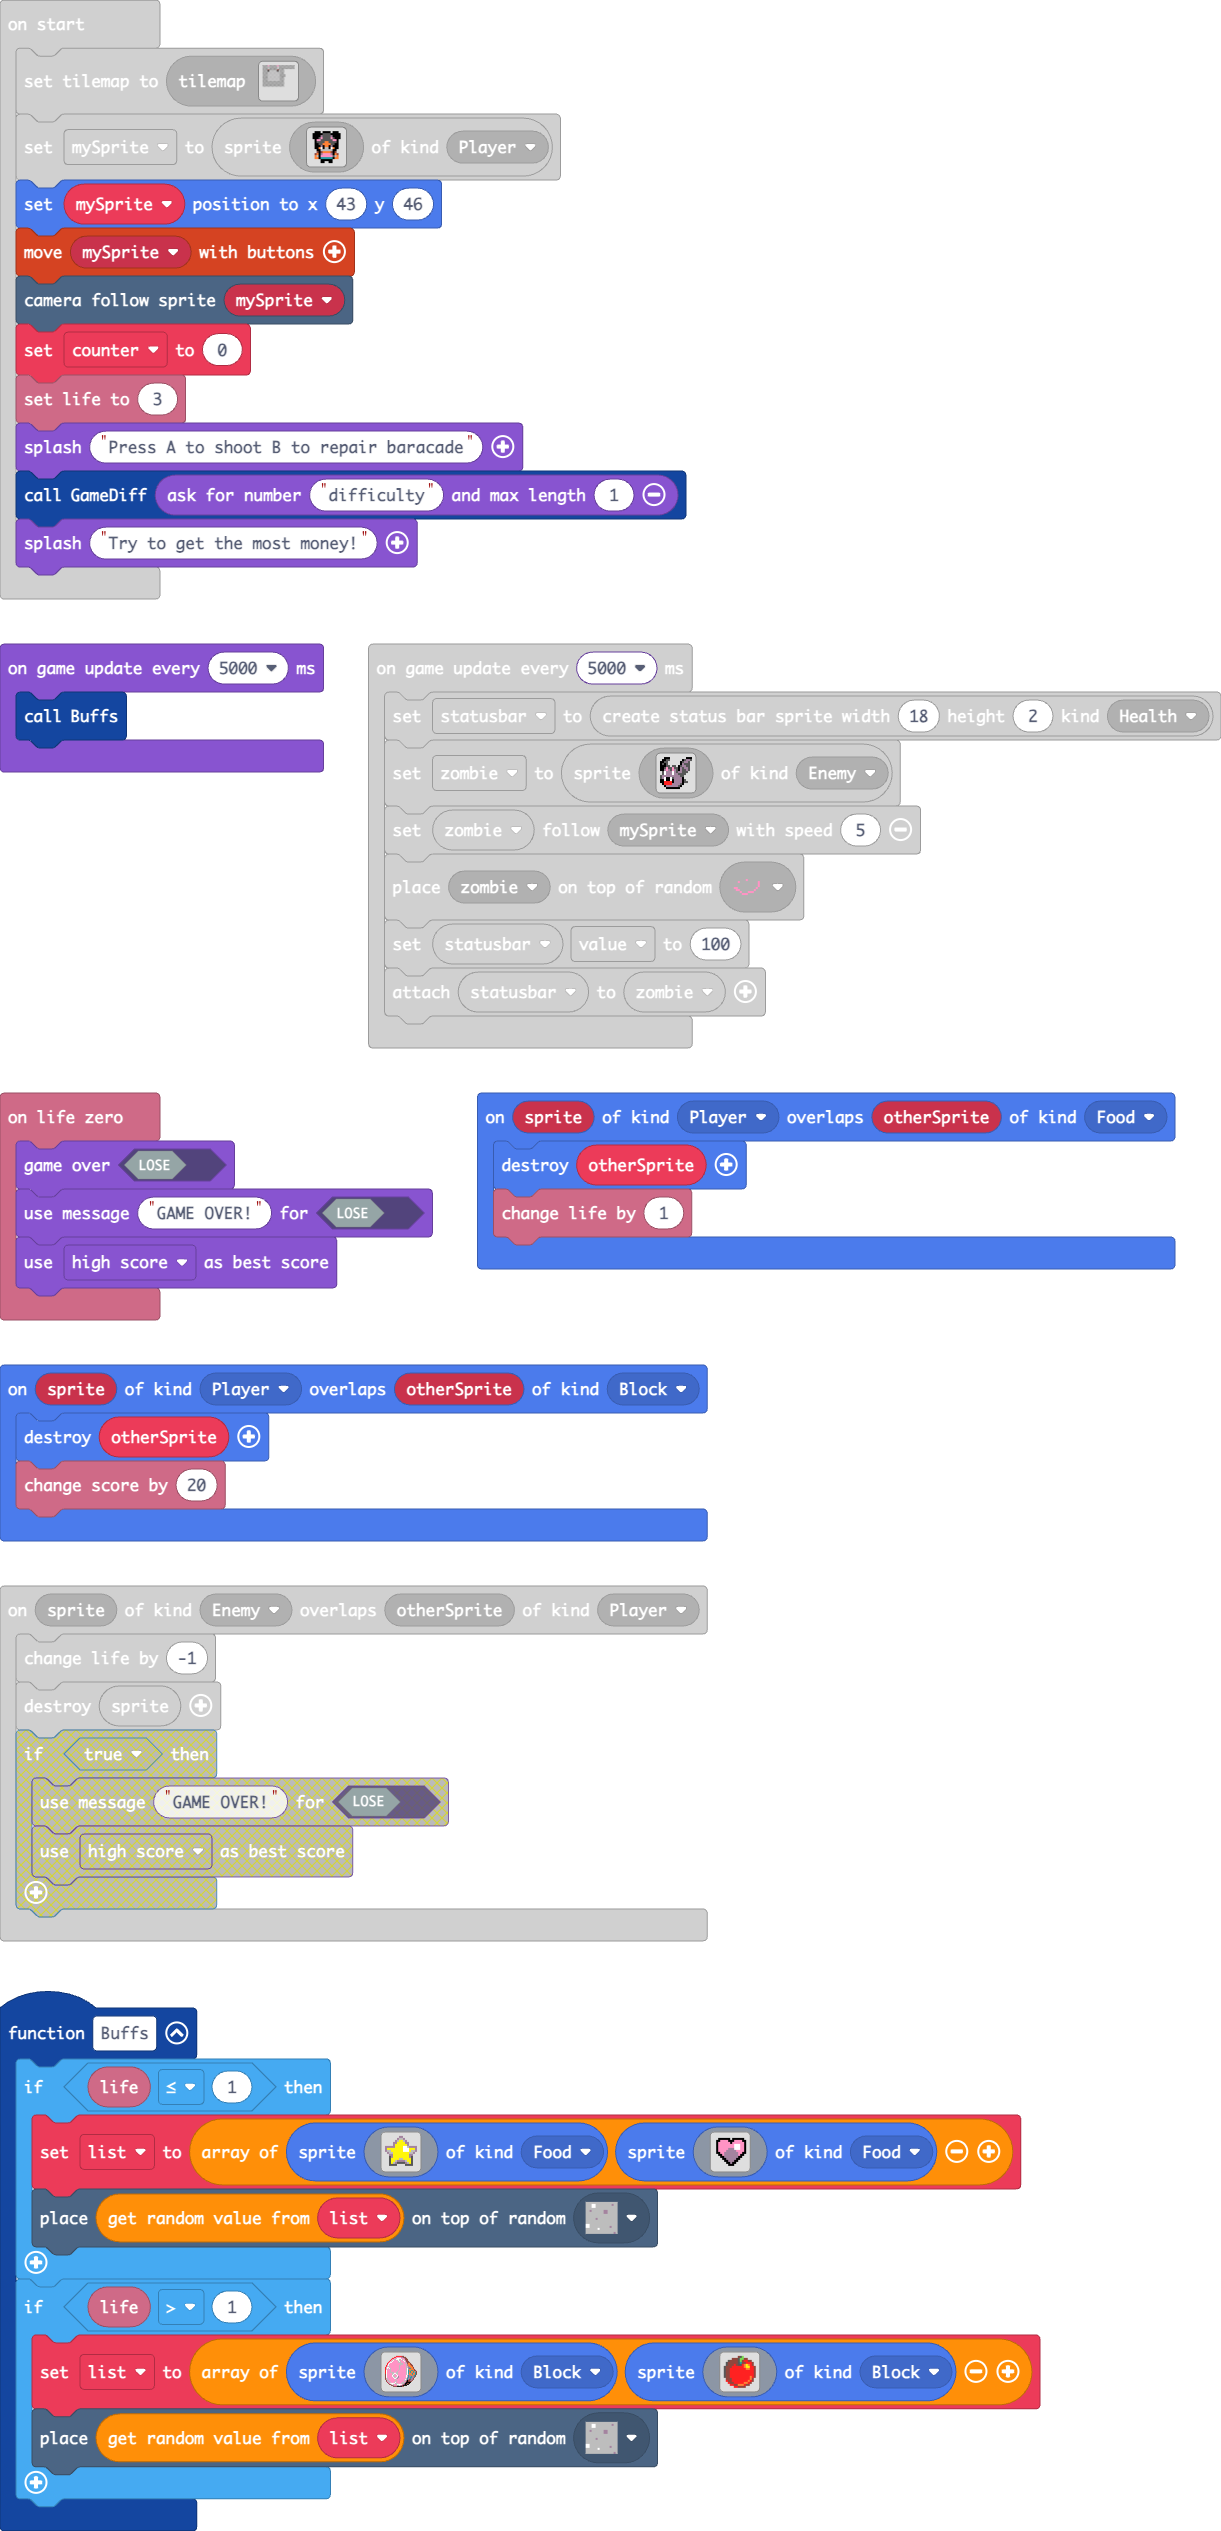 on start
set tilemap to tilemap
set mySprite to sprite of kind Player
set mySprite position to x 43 y 46
move mySprite with buttons
camera follow sprite mySprite
set counter to 0
set life to 3
splash "Press A to shoot B to repair baracade"
call GameDiff ask for number "difficulty" and max length 1
splash "Try to get the most money!"
on game update every 5000 ms
call Buffs
on game update every 5000 ms
set statusbar to create status bar sprite width 18 height 2 kind Health
set zombie to sprite of kind Enemy
set zombie follow mySprite with speed 5
place zombie on top of random
set statusbar value to 100
attach statusbar to zombie
on life zero
game over LOSE
use message "GAME OVER!" for LOSE
use high score as best score
on sprite of kind Player overlaps otherSprite of kind Food
destroy otherSprite
change life by 1
on sprite of kind Player overlaps otherSprite of kind Block
destroy otherSprite
change score by 20
on sprite of kind Enemy overlaps otherSprite of kind Player
change life by -1
destroy sprite
if true then
use message "GAME OVER!" for LOSE
use high score as best score
function Buffs
if life ≤ 1 then
set list to array of sprite of kind Food sprite of kind Food
place get random value from list on top of random
if life > 1 then
set list to array of sprite of kind Block sprite of kind Block
place get random value from list on top of random